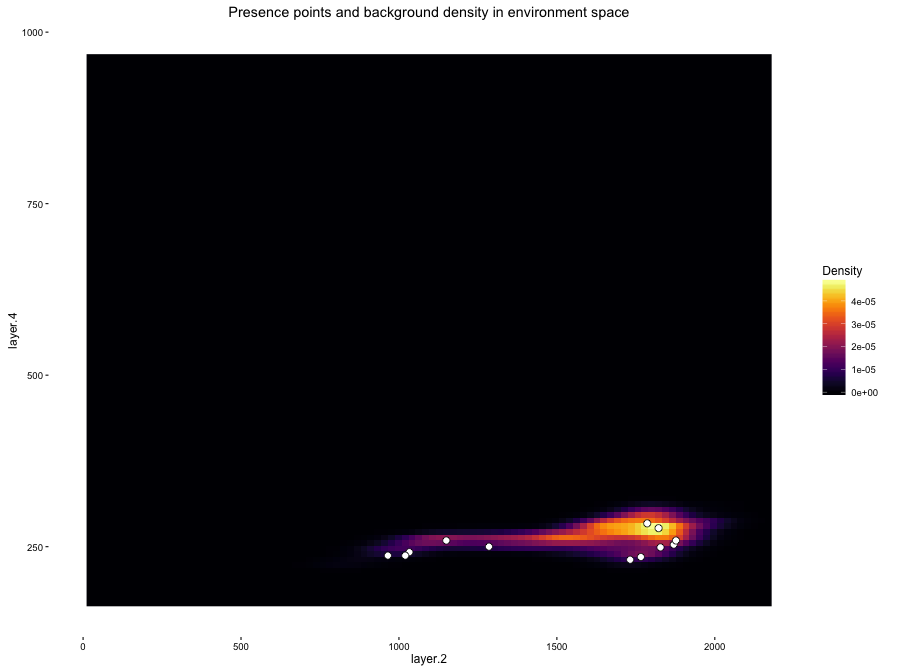 Presence points and background density in environment space
1000
750
500
250
layer.4
0
500
1000
1500
2000
layer.2
Density
4e-05
3e-05
2e-05
1e-05
0e+00